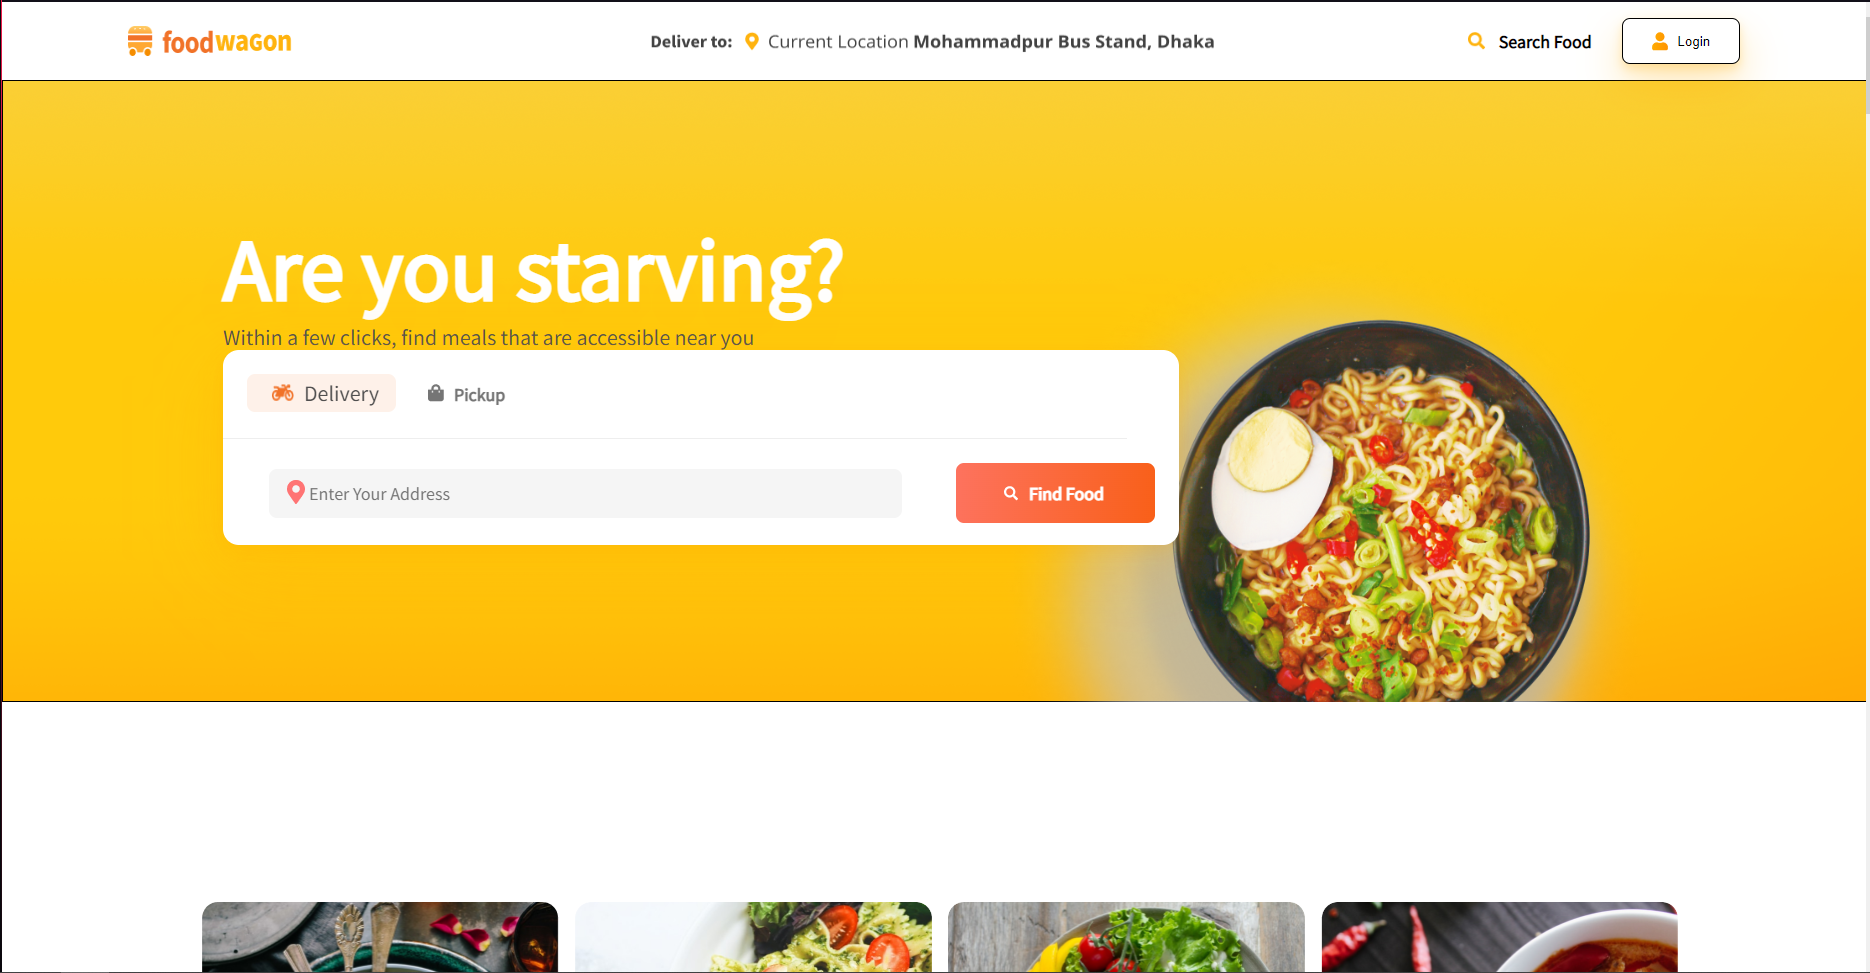 foodwaGon
Deliver to: Current Location Mohammadpur Bus Stand, Dhaka
Search Food
Login
Are you starving?
Within a few clicks, find meals that are accessible near you
Delivery
Pickup
Enter Your Address
Find Food